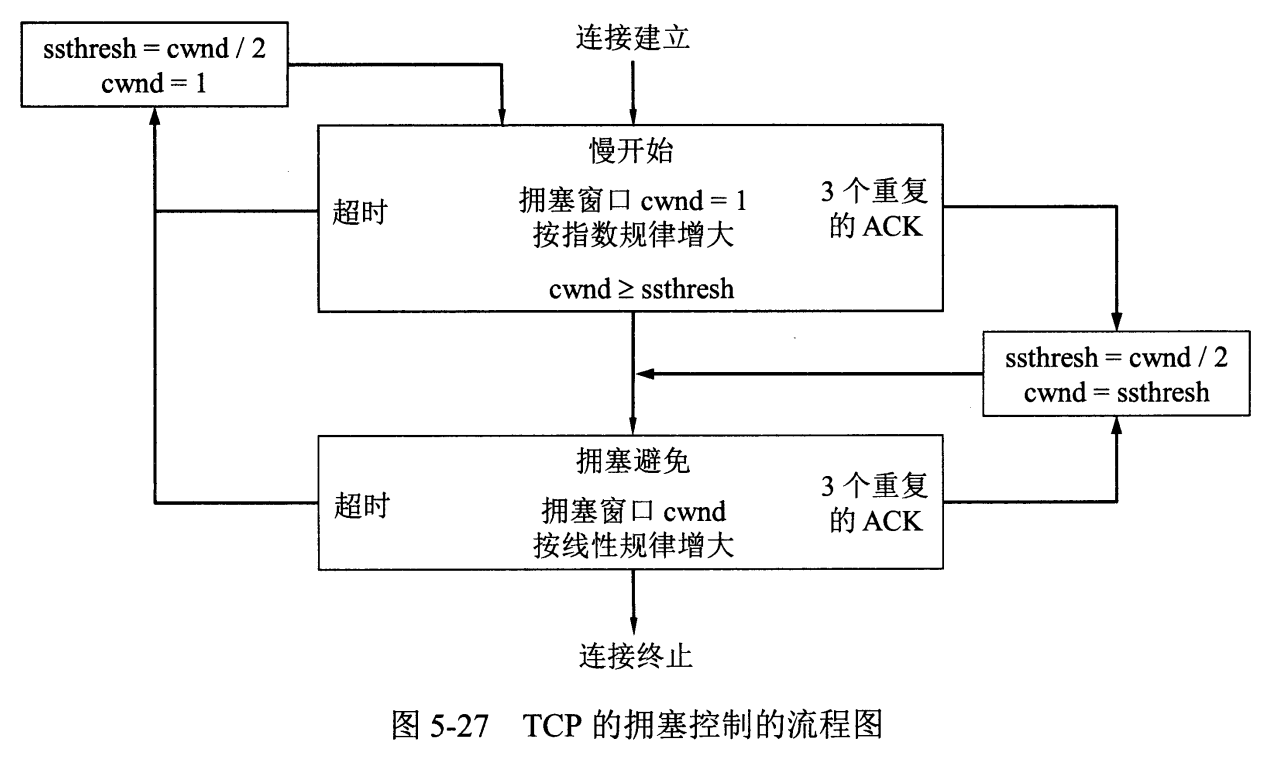 ssthresh = cwnd / 2
cwnd = 1
连接建立
慢开始
超时
拥塞窗口 cwnd = 1
按指数规律增大
3 个重复
的 ACK
cwnd ≥ ssthresh
ssthresh = cwnd / 2
cwnd = ssthresh
拥塞避免
超时
拥塞窗口 cwnd
按线性规律增大
3 个重复
的 ACK
连接终止
图 5-27 TCP 的拥塞控制的流程图